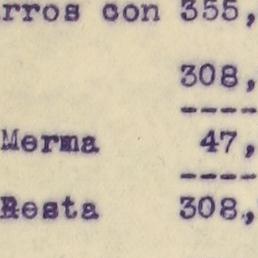 rros con 355,
308,
-----
Merma 47,
-----
Resta 308.,